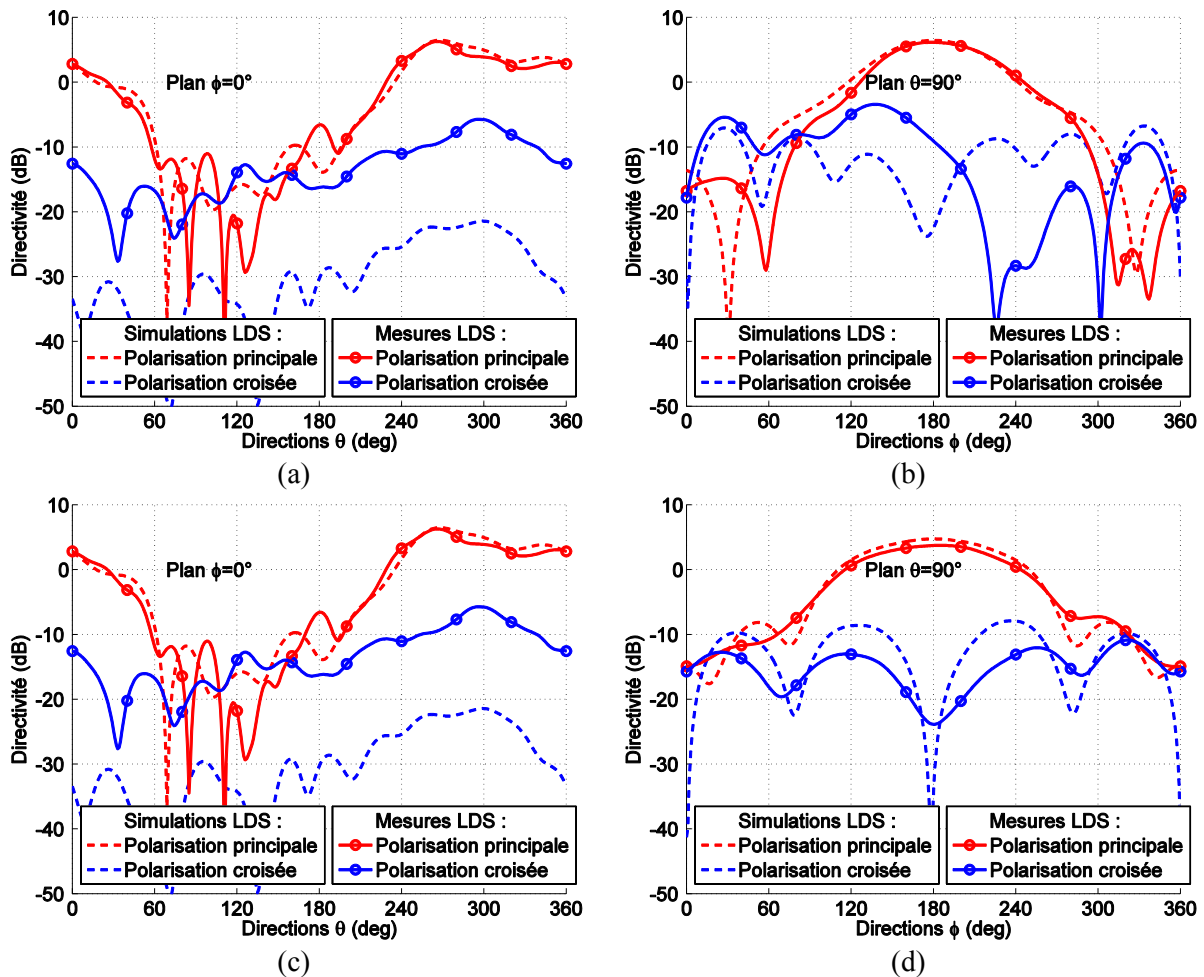 10
0
-10
-20
-30
-40
-50
Directivité (dB)
Plan ϕ=0°
Simulations LDS :
Polarisation principale
Polarisation croisée
Mesures LDS :
Polarisation principale
Polarisation croisée
0 60 120 180 240 300 360
Directions θ (deg)
(a)
10
0
-10
-20
-30
-40
-50
Directivité (dB)
Plan θ=90°
Simulations LDS :
Polarisation principale
Polarisation croisée
Mesures LDS :
Polarisation principale
Polarisation croisée
0 60 120 180 240 300 360
Directions ϕ (deg)
(b)
10
0
-10
-20
-30
-40
-50
Directivité (dB)
Plan ϕ=0°
Simulations LDS :
Polarisation principale
Polarisation croisée
Mesures LDS :
Polarisation principale
Polarisation croisée
0 60 120 180 240 300 360
Directions θ (deg)
(c)
10
0
-10
-20
-30
-40
-50
Directivité (dB)
Plan θ=90°
Simulations LDS :
Polarisation principale
Polarisation croisée
Mesures LDS :
Polarisation principale
Polarisation croisée
0 60 120 180 240 300 360
Directions ϕ (deg)
(d)